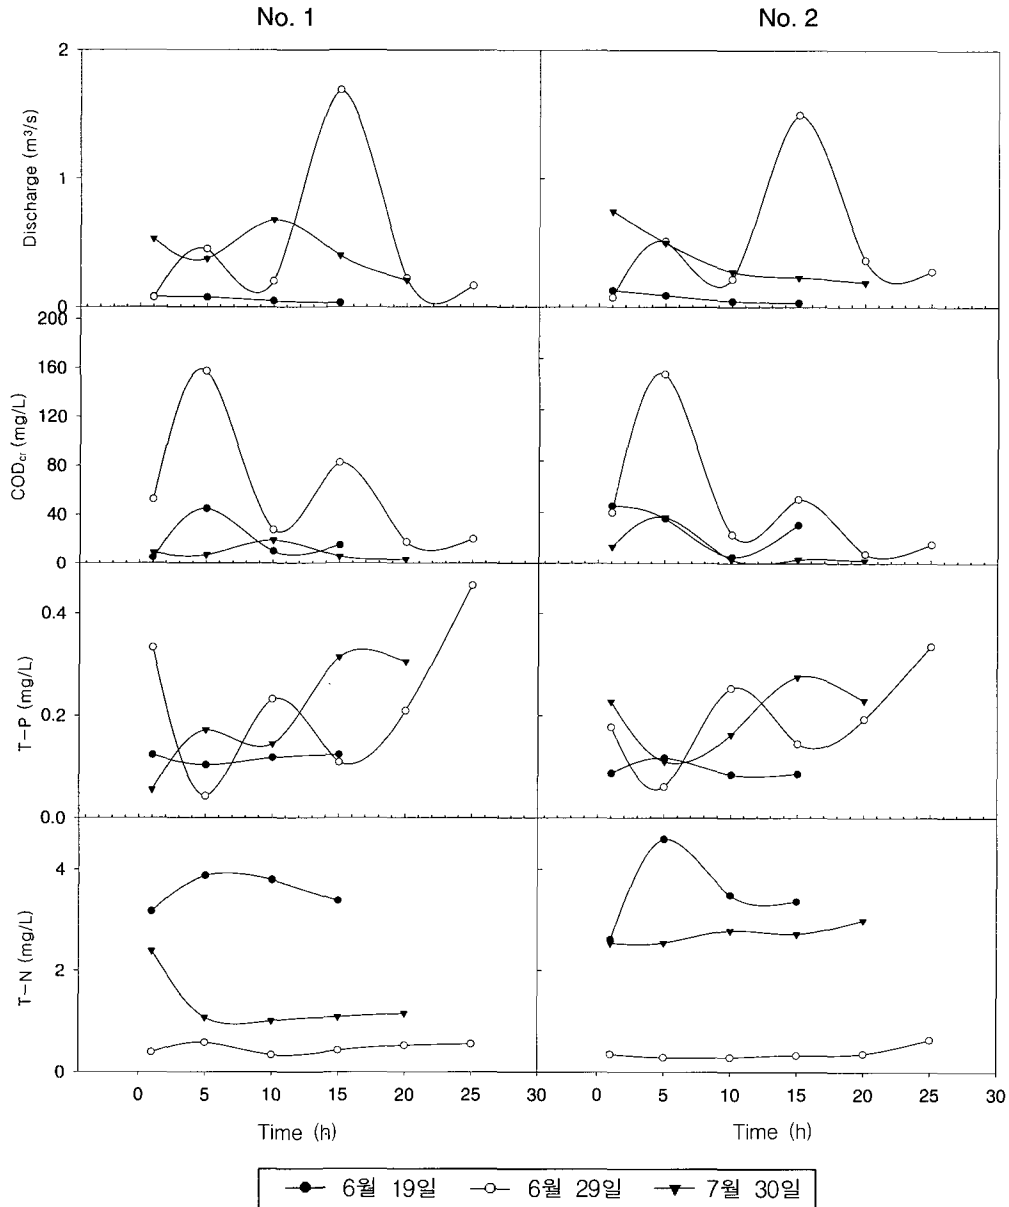 No. 1
No. 2
Discharge (m³/s)
2
1
0
COD_cr (mg/L)
200
160
120
80
40
0
T-P (mg/L)
0.4
0.2
0.0
T-N (mg/L)
4
2
0
0 5 10 15 20 25 30
0 5 10 15 20 25 30
Time (h)
Time (h)
6월 19일 6월 29일 7월 30일